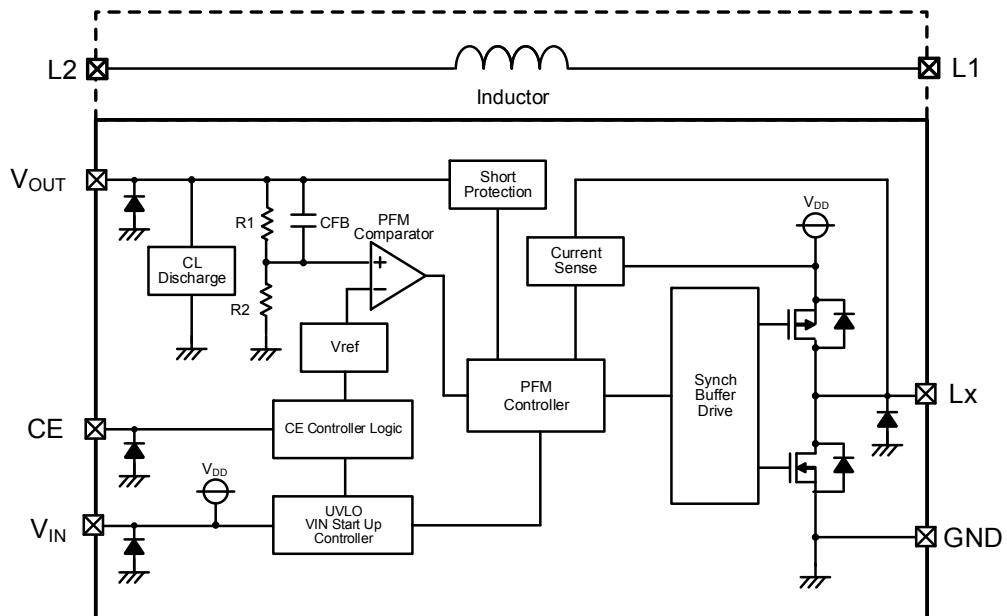 L2
L1
Inductor
VOUT
Short
Protection
R1
CFB
PFM
Comparator
VDD
CL
Discharge
Current
Sense
+
−
R2
Vref
PFM
Controller
Synch
Buffer
Drive
Lx
CE
CE Controller Logic
VDD
VIN
UVLO
VIN Start Up
Controller
GND